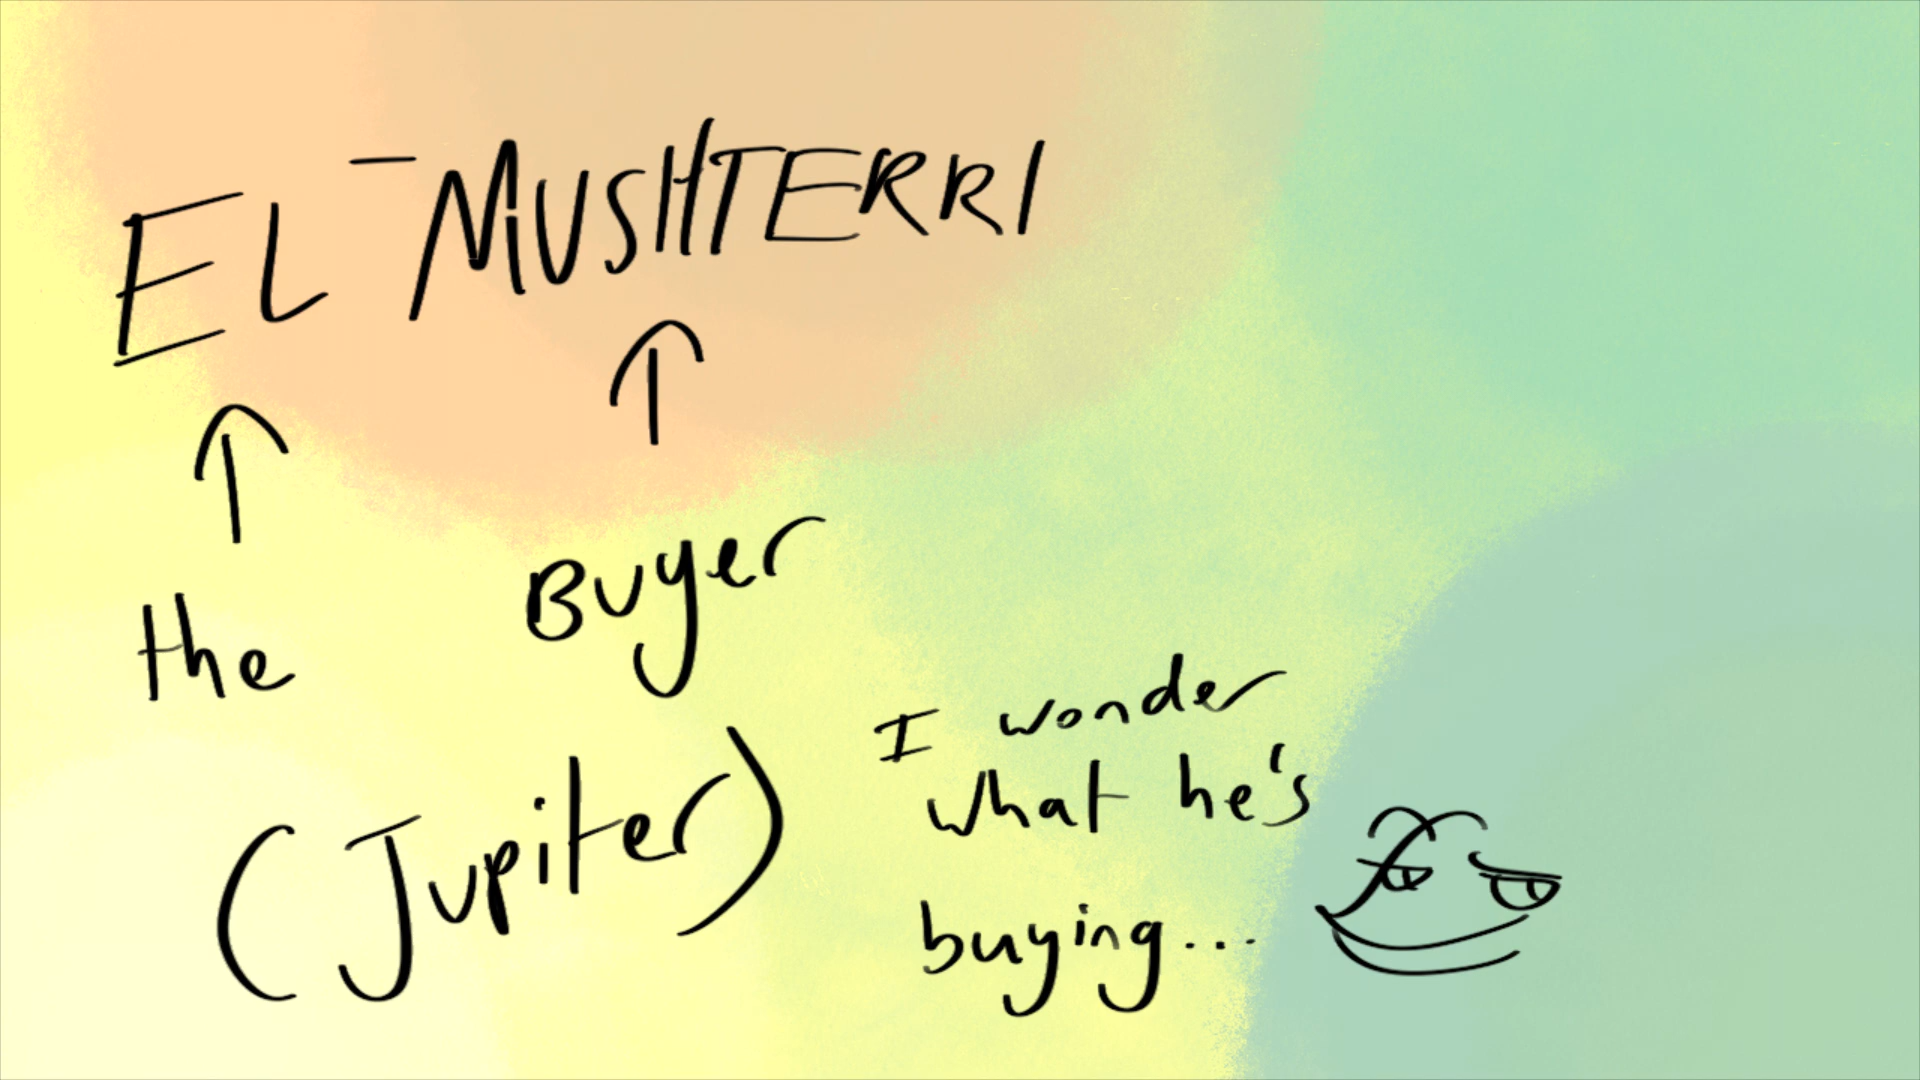 EL-MUSHTERRI
the Buyer
(Jupiter)
I wonder
what he's
buying...